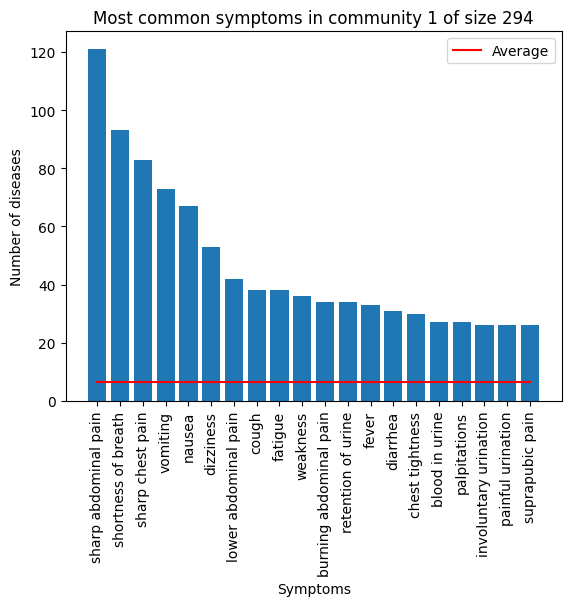 Most common symptoms in community 1 of size 294
Average
Number of diseases
120
100
80
60
40
20
0
sharp abdominal pain
shortness of breath
sharp chest pain
vomiting
nausea
dizziness
lower abdominal pain
cough
fatigue
weakness
burning abdominal pain
retention of urine
fever
diarrhea
chest tightness
blood in urine
palpitations
involuntary urination
painful urination
suprapubic pain
Symptoms